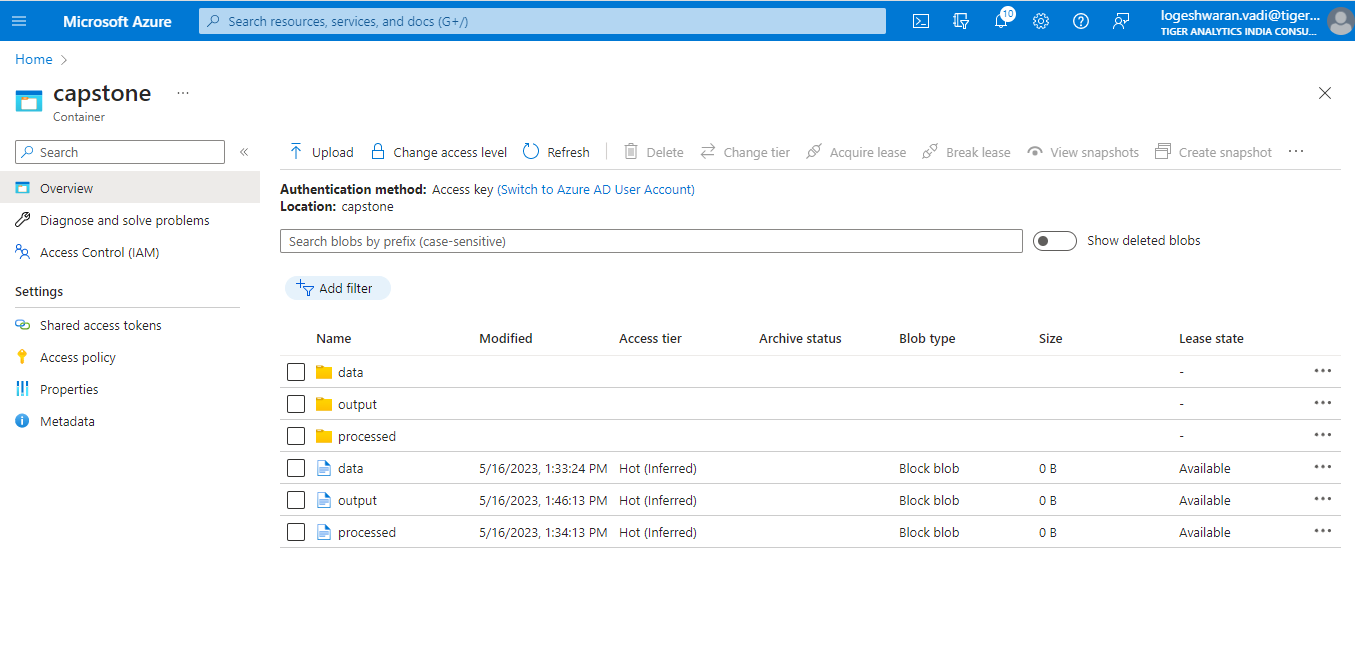 Microsoft Azure
Search resources, services, and docs (G+/)
10
logeshwaran.vadi@tiger...
TIGER ANALYTICS INDIA CONSU...
Home >
capstone ...
Container
Search
«
Overview
Diagnose and solve problems
Access Control (IAM)
Settings
Shared access tokens
Access policy
Properties
Metadata
Upload Change access level Refresh Delete Change tier Acquire lease Break lease View snapshots Create snapshot ...
Authentication method: Access key (Switch to Azure AD User Account)
Location: capstone
Search blobs by prefix (case-sensitive)
Show deleted blobs
Add filter
Name Modified Access tier Archive status Blob type Size Lease state
data - ...
output - ...
processed - ...
data 5/16/2023, 1:33:24 PM Hot (Inferred) Block blob 0 B Available ...
output 5/16/2023, 1:46:13 PM Hot (Inferred) Block blob 0 B Available ...
processed 5/16/2023, 1:34:13 PM Hot (Inferred) Block blob 0 B Available ...